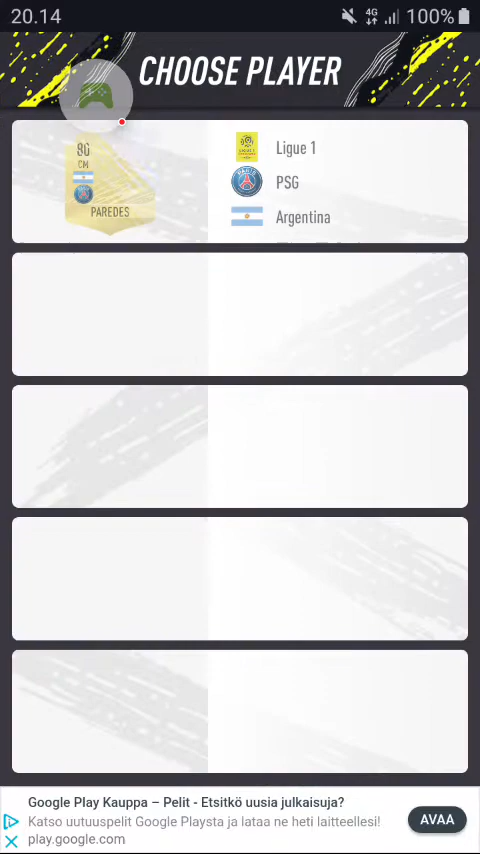 20.14
4G
100%
CHOOSE PLAYER
80
CM
PAREDES
Ligue 1
PSG
Argentina
Google Play Kauppa – Pelit - Etsitkö uusia julkaisuja?
Katso uutuuspelit Google Playsta ja lataa ne heti laitteellesi!
play.google.com
AVAA